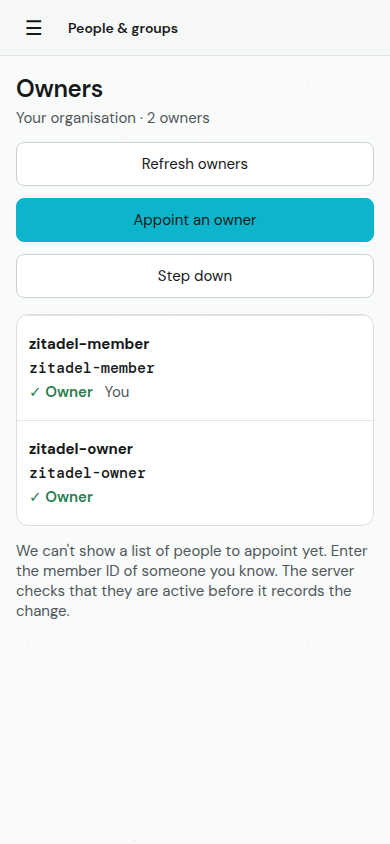 ☰ People & groups
Owners
Your organisation · 2 owners
Refresh owners
Appoint an owner
Step down
zitadel-member
zitadel-member
✓ Owner You
zitadel-owner
zitadel-owner
✓ Owner
We can't show a list of people to appoint yet. Enter
the member ID of someone you know. The server
checks that they are active before it records the
change.